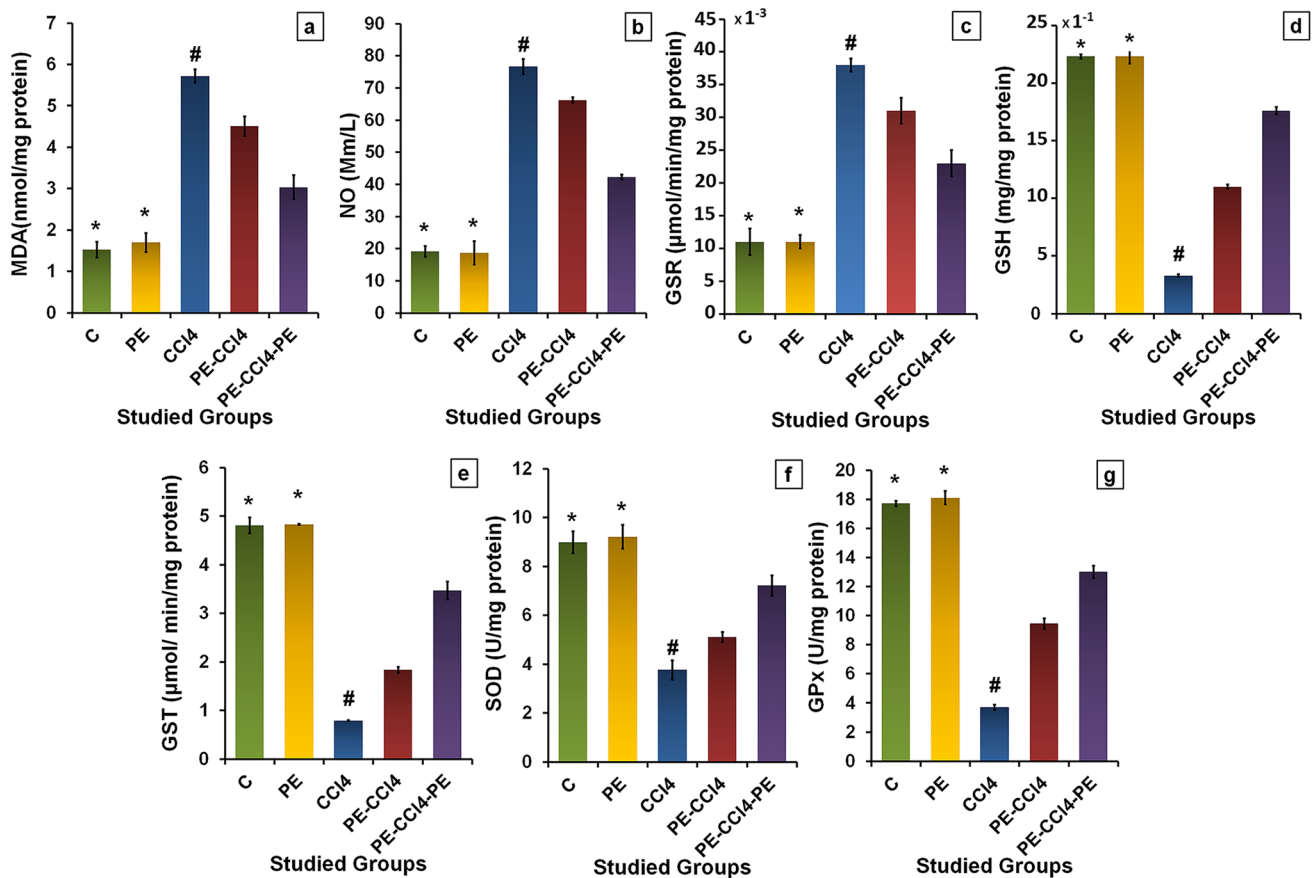 a
MDA(nmol/mg protein)
7
6
5
4
3
2
1
0
*
*
#
C
PE
CCl4
PE-CCl4
PE-CCl4-PE
Studied Groups
b
NO (Mm/L)
90
80
70
60
50
40
30
20
10
0
*
*
#
C
PE
CCl4
PE-CCl4
PE-CCl4-PE
Studied Groups
x 1⁻³
c
GSR (µmol/min/mg protein)
45
40
35
30
25
20
15
10
5
0
*
*
#
C
PE
CCl4
PE-CCl4
PE-CCl4-PE
Studied Groups
x 1⁻¹
d
GSH (mg/mg protein)
25
20
15
10
5
0
*
*
#
C
PE
CCl4
PE-CCl4
PE-CCl4-PE
Studied Groups
e
GST (µmol/ min/mg protein)
6
5
4
3
2
1
0
*
*
#
C
PE
CCl4
PE-CCl4
PE-CCl4-PE
Studied Groups
f
SOD (U/mg protein)
12
10
8
6
4
2
0
*
*
#
C
PE
CCl4
PE-CCl4
PE-CCl4-PE
Studied Groups
g
GPx (U/mg protein)
20
18
16
14
12
10
8
6
4
2
0
*
*
#
C
PE
CCl4
PE-CCl4
PE-CCl4-PE
Studied Groups